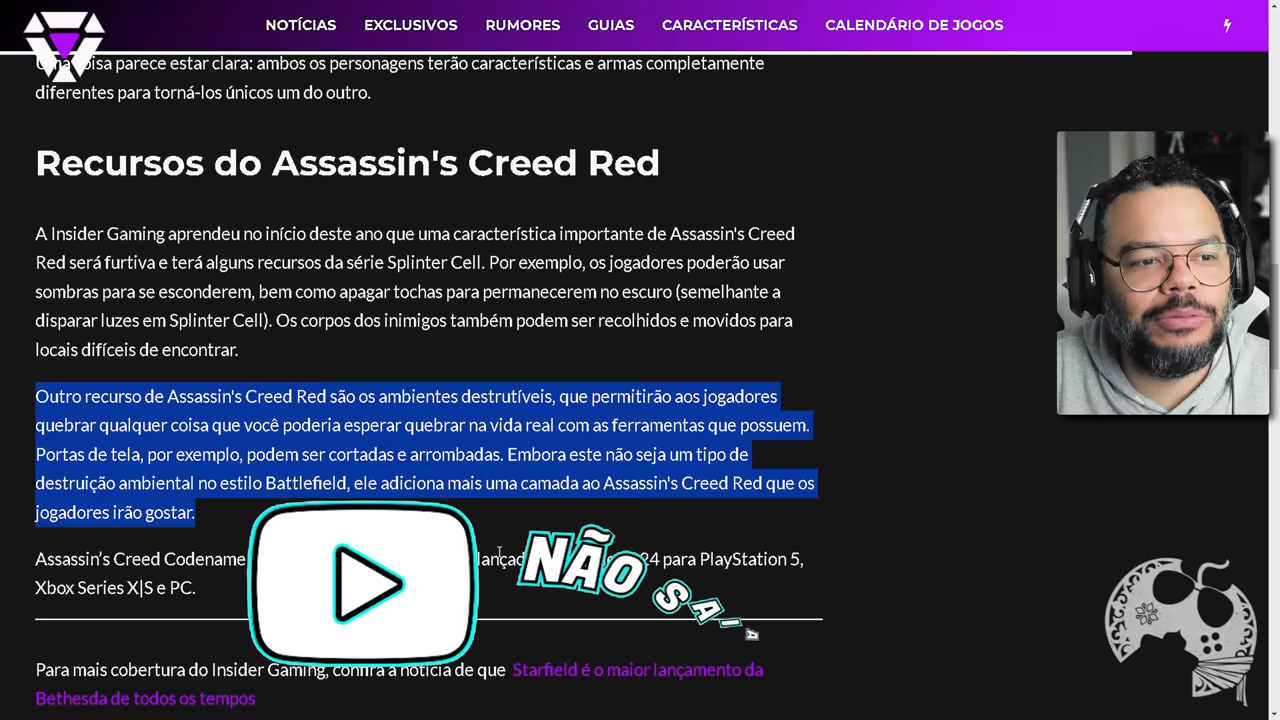 NOTÍCIAS EXCLUSIVOS RUMORES GUIAS CARACTERÍSTICAS CALENDÁRIO DE JOGOS
coisa parece estar clara: ambos os personagens terão características e armas completamente
diferentes para torná-los únicos um do outro.
Recursos do Assassin's Creed Red
A Insider Gaming aprendeu no início deste ano que uma característica importante de Assassin's Creed
Red será furtiva e terá alguns recursos da série Splinter Cell. Por exemplo, os jogadores poderão usar
sombras para se esconderem, bem como apagar tochas para permanecerem no escuro (semelhante a
disparar luzes em Splinter Cell). Os corpos dos inimigos também podem ser recolhidos e movidos para
locais difíceis de encontrar.
Outro recurso de Assassin's Creed Red são os ambientes destrutíveis, que permitirão aos jogadores
quebrar qualquer coisa que você poderia esperar quebrar na vida real com as ferramentas que possuem.
Portas de tela, por exemplo, podem ser cortadas e arrombadas. Embora este não seja um tipo de
destruição ambiental no estilo Battlefield, ele adiciona mais uma camada ao Assassin's Creed Red que os
jogadores irão gostar.
Assassin’s Creed Codename para PlayStation 5,
Xbox Series X|S e PC.
NÃO SAIA
Para mais cobertura do Insider Gaming, confira a notícia de que Starfield é o maior lançamento da
Bethesda de todos os tempos